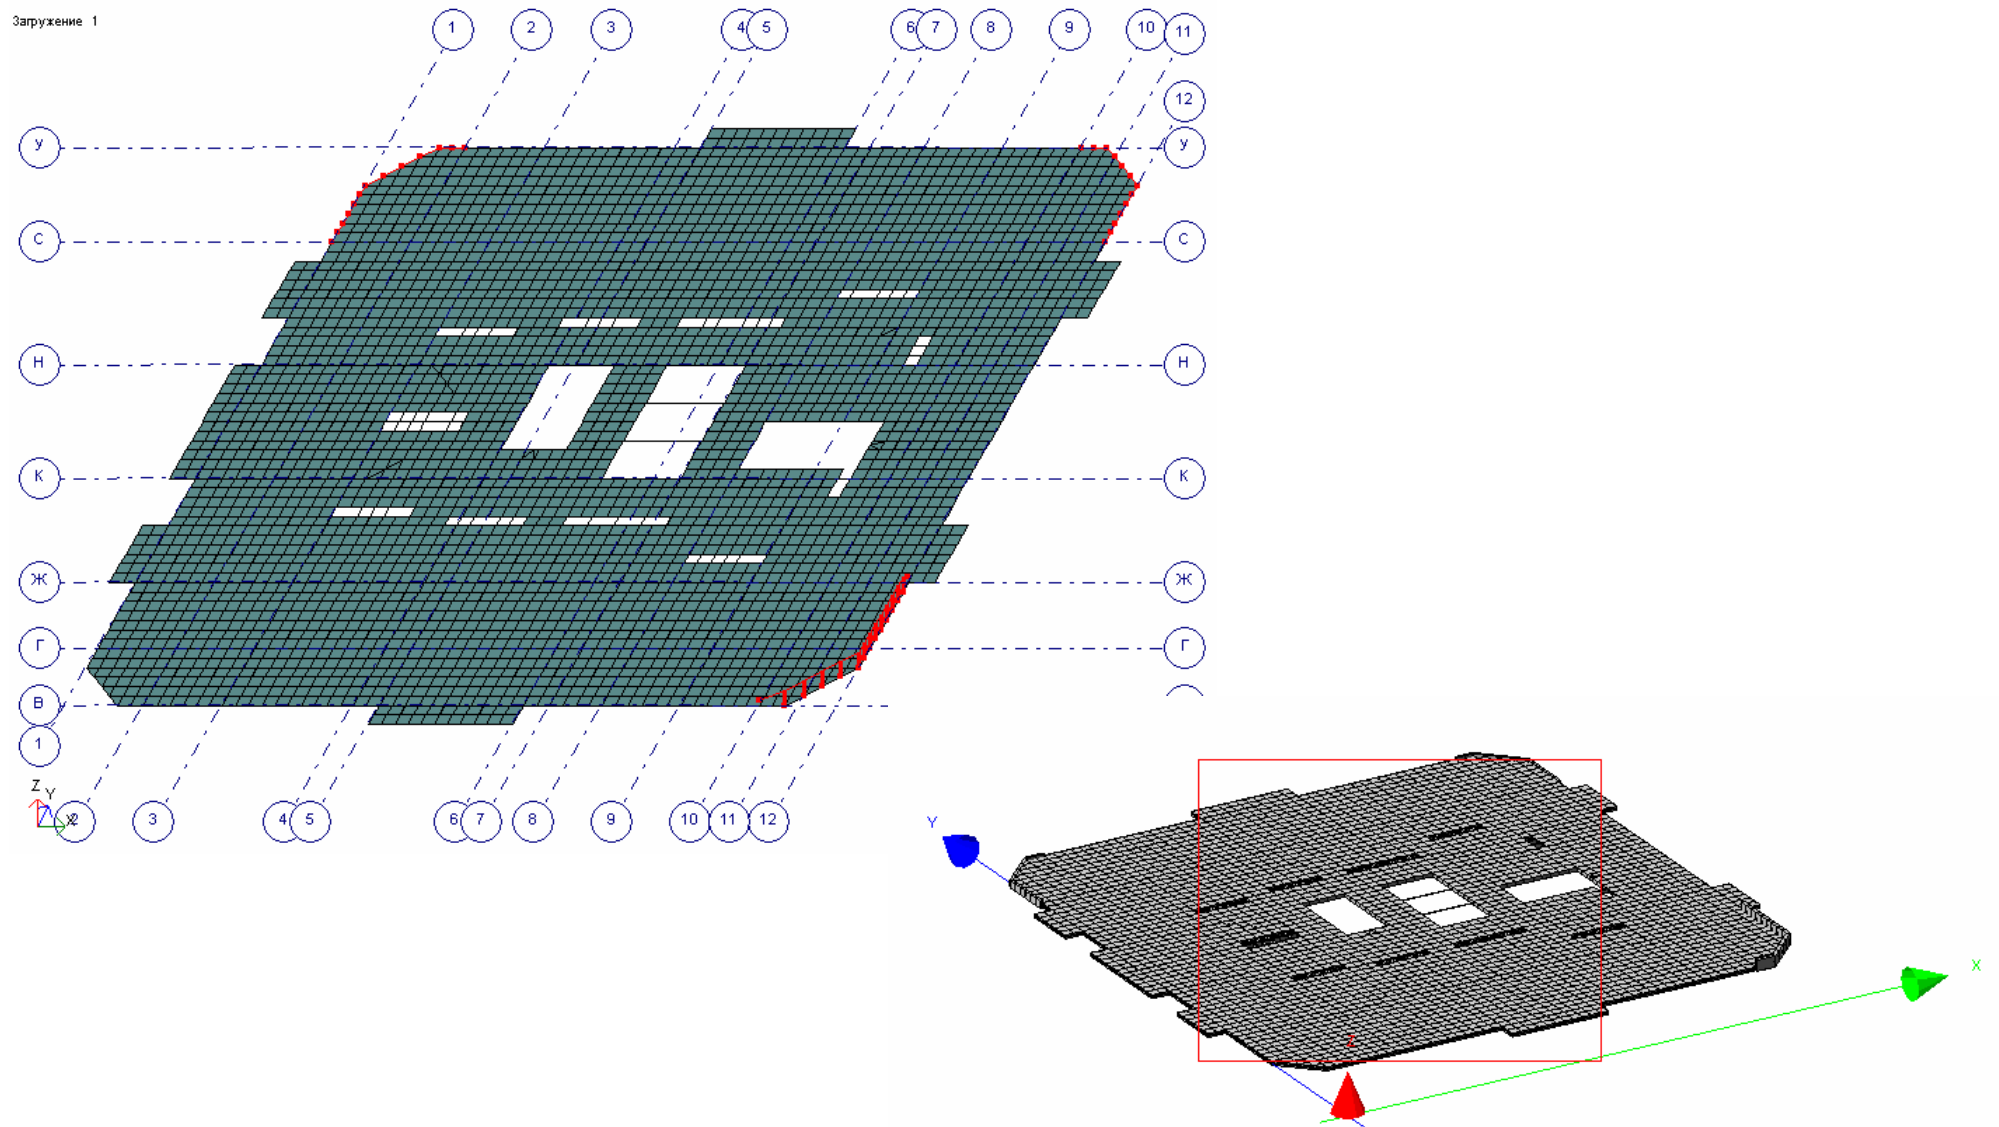 Загружение 1
1 2 3 4 5 6 7 8 9 10 11
12
У У
С С
Н Н
К К
Ж Ж
Г Г
В
1
Z Y
X 2 3 4 5 6 7 8 9 10 11 12
Y
X
Z